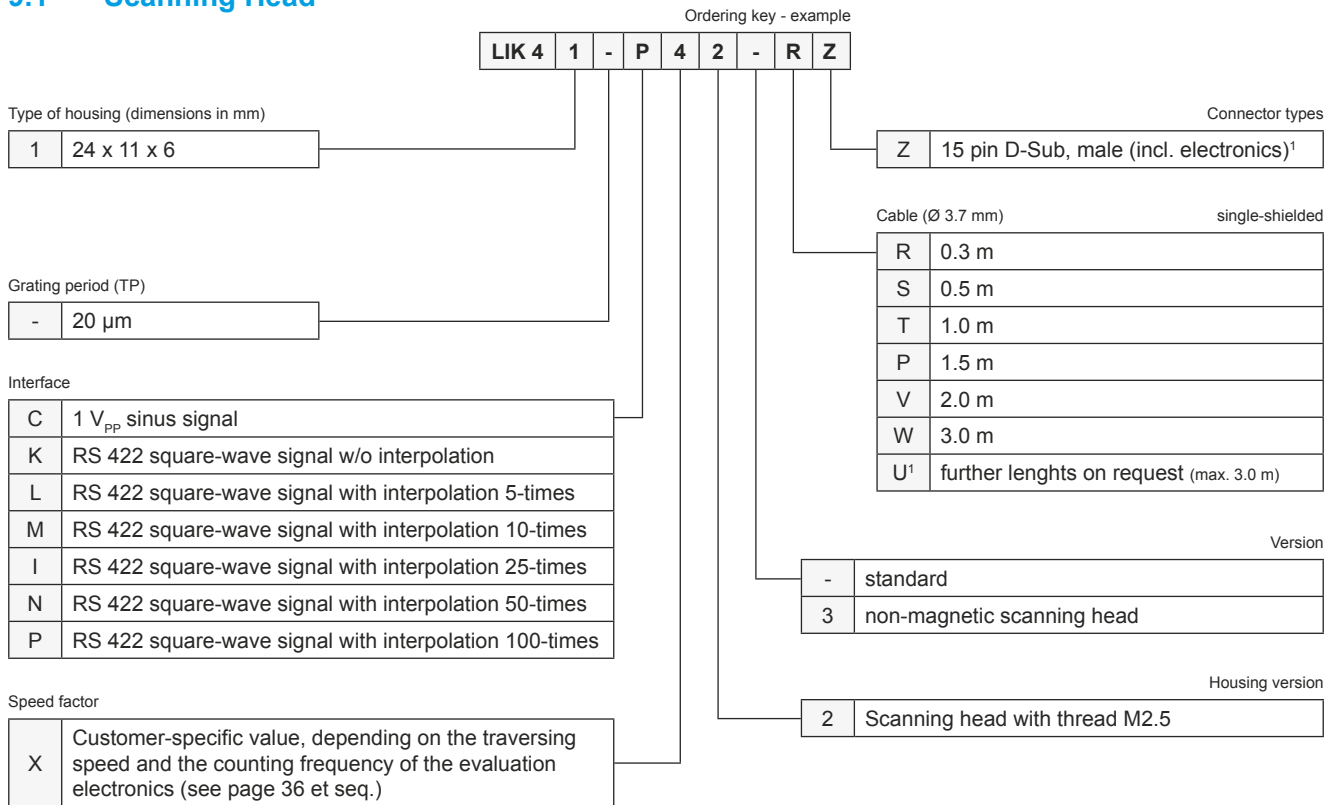 9.1 Scanning Head
Ordering key - example
LIK 4 1 - P 4 2 - R Z
Type of housing (dimensions in mm)
1 24 x 11 x 6
Connector types
Z 15 pin D-Sub, male (incl. electronics)¹
Cable (Ø 3.7 mm) single-shielded
R 0.3 m
S 0.5 m
T 1.0 m
P 1.5 m
V 2.0 m
W 3.0 m
U¹ further lenghts on request (max. 3.0 m)
Grating period (TP)
- 20 µm
Interface
C 1 VPP sinus signal
K RS 422 square-wave signal w/o interpolation
L RS 422 square-wave signal with interpolation 5-times
M RS 422 square-wave signal with interpolation 10-times
I RS 422 square-wave signal with interpolation 25-times
N RS 422 square-wave signal with interpolation 50-times
P RS 422 square-wave signal with interpolation 100-times
Version
- standard
3 non-magnetic scanning head
Housing version
2 Scanning head with thread M2.5
Speed factor
X Customer-specific value, depending on the traversing
speed and the counting frequency of the evaluation
electronics (see page 36 et seq.)